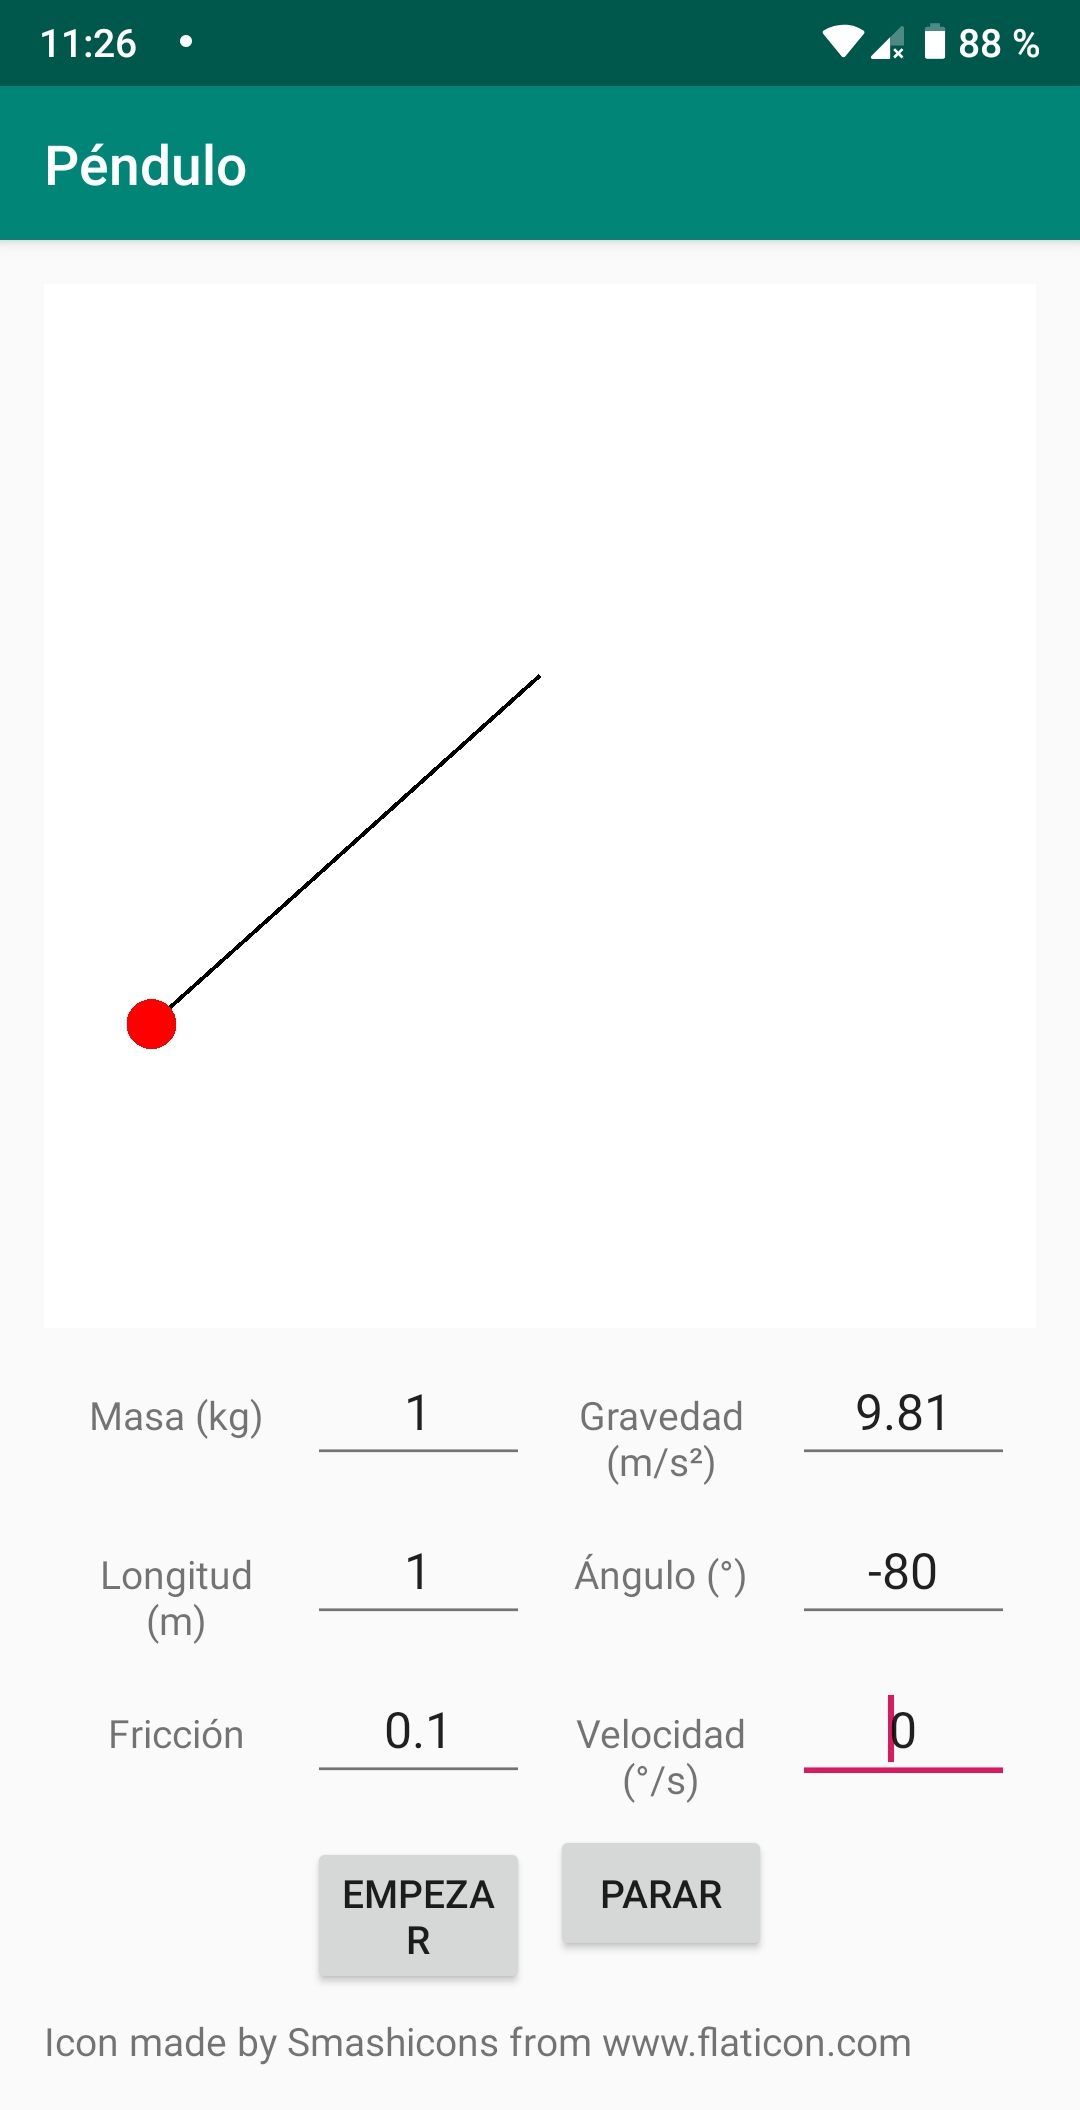 11:26
88 %
Péndulo
Masa (kg)
1
Gravedad
(m/s²)
9.81
Longitud
(m)
1
Ángulo (°)
-80
Fricción
0.1
Velocidad
(°/s)
0
EMPEZA
R
PARAR
Icon made by Smashicons from www.flaticon.com